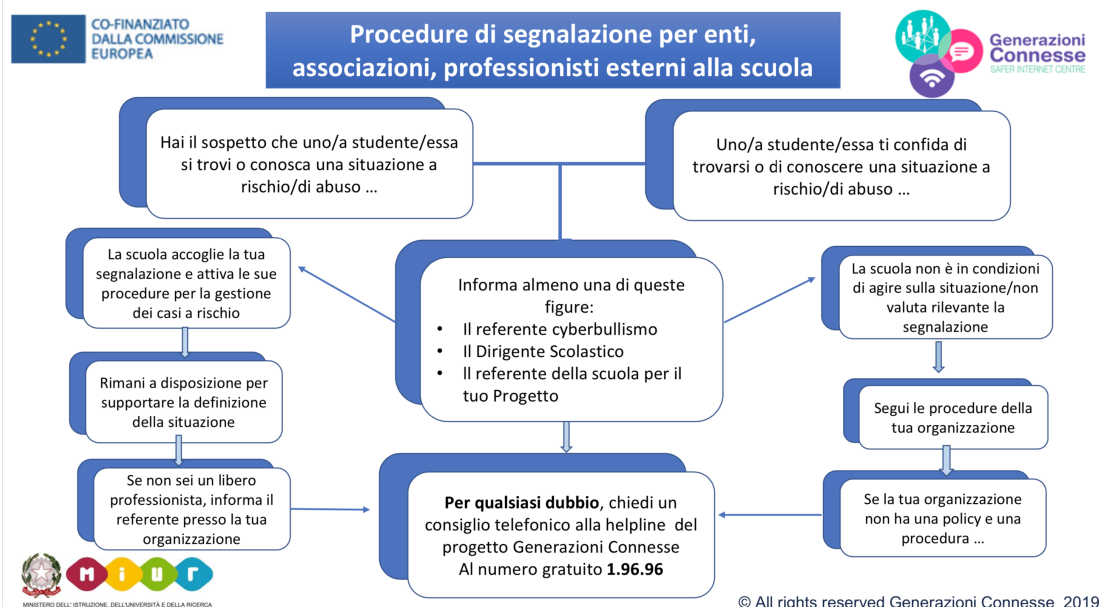 CO-FINANZIATO
DALLA COMMISSIONE
EUROPEA
Procedure di segnalazione per enti,
associazioni, professionisti esterni alla scuola
Generazioni
Connesse
SAFER INTERNET CENTRE
Hai il sospetto che uno/a studente/essa
si trovi o conosca una situazione a
rischio/di abuso ...
Uno/a studente/essa ti confida di
trovarsi o di conoscere una situazione a
rischio/di abuso ...
La scuola accoglie la tua
segnalazione e attiva le sue
procedure per la gestione
dei casi a rischio
Informa almeno una di queste
figure:
• Il referente cyberbullismo
• Il Dirigente Scolastico
• Il referente della scuola per il
tuo Progetto
La scuola non è in condizioni
di agire sulla situazione/non
valuta rilevante la
segnalazione
Rimani a disposizione per
supportare la definizione
della situazione
Segui le procedure della
tua organizzazione
Se non sei un libero
professionista, informa il
referente presso la tua
organizzazione
Per qualsiasi dubbio, chiedi un
consiglio telefonico alla helpline del
progetto Generazioni Connesse
Al numero gratuito 1.96.96
Se la tua organizzazione
non ha una policy e una
procedura ...
miur
MINISTERO DELL' ISTRUZIONE, DELL'UNIVERSITÀ E DELLA RICERCA
© All rights reserved Generazioni Connesse 2019